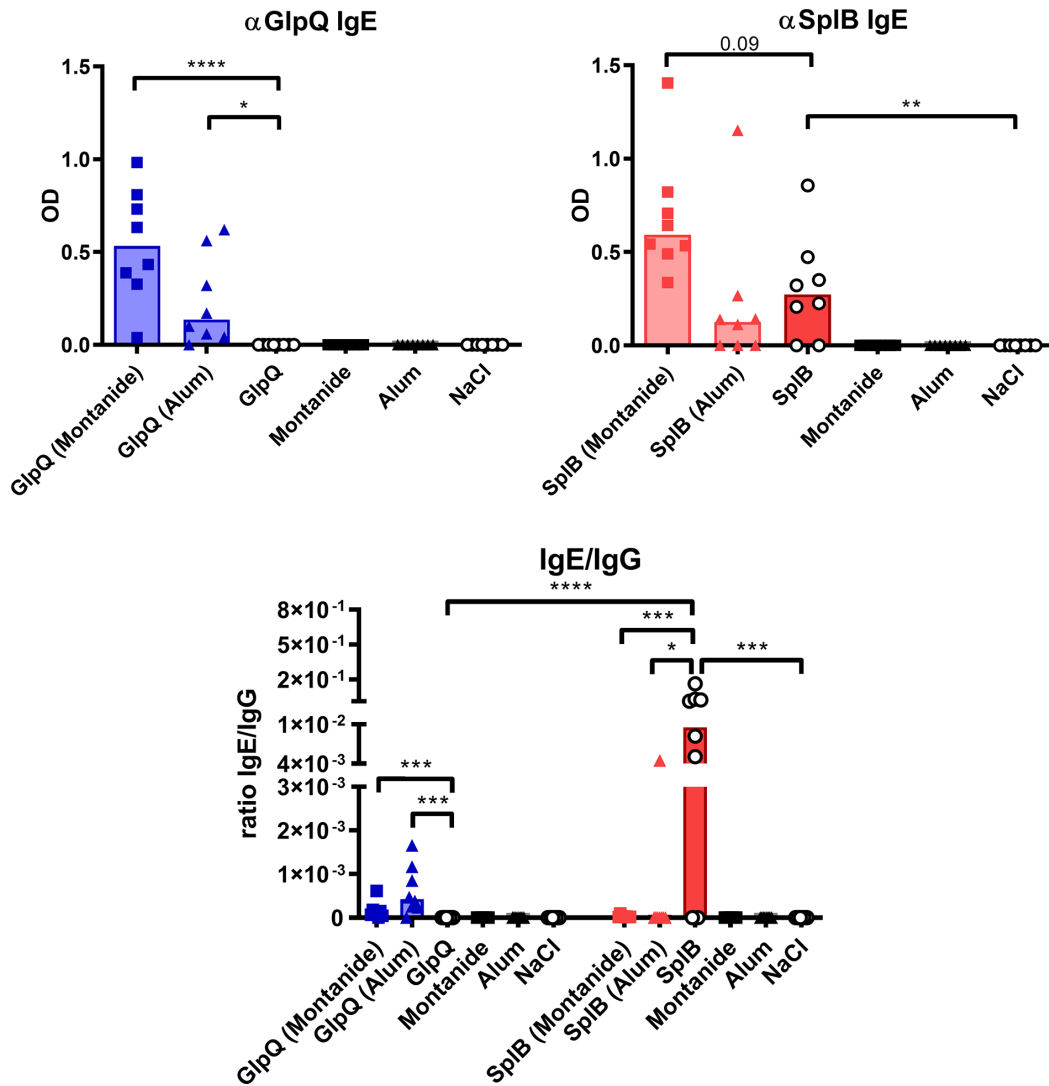 αGlpQ IgE
OD
1.5
1.0
0.5
0.0
****
*
GlpQ (Montanide)
GlpQ (Alum)
GlpQ
Montanide
Alum
NaCl
αSplB IgE
OD
1.5
1.0
0.5
0.0
0.09
**
SplB (Montanide)
SplB (Alum)
SplB
Montanide
Alum
NaCl
IgE/IgG
ratio IgE/IgG
8×10⁻¹
5×10⁻¹
2×10⁻¹
1×10⁻²
4×10⁻³
3×10⁻³
2×10⁻³
1×10⁻³
0
****
***
*
***
***
***
GlpQ (Montanide)
GlpQ (Alum)
GlpQ
Montanide
Alum
NaCl
SplB (Montanide)
SplB (Alum)
SplB
Montanide
Alum
NaCl